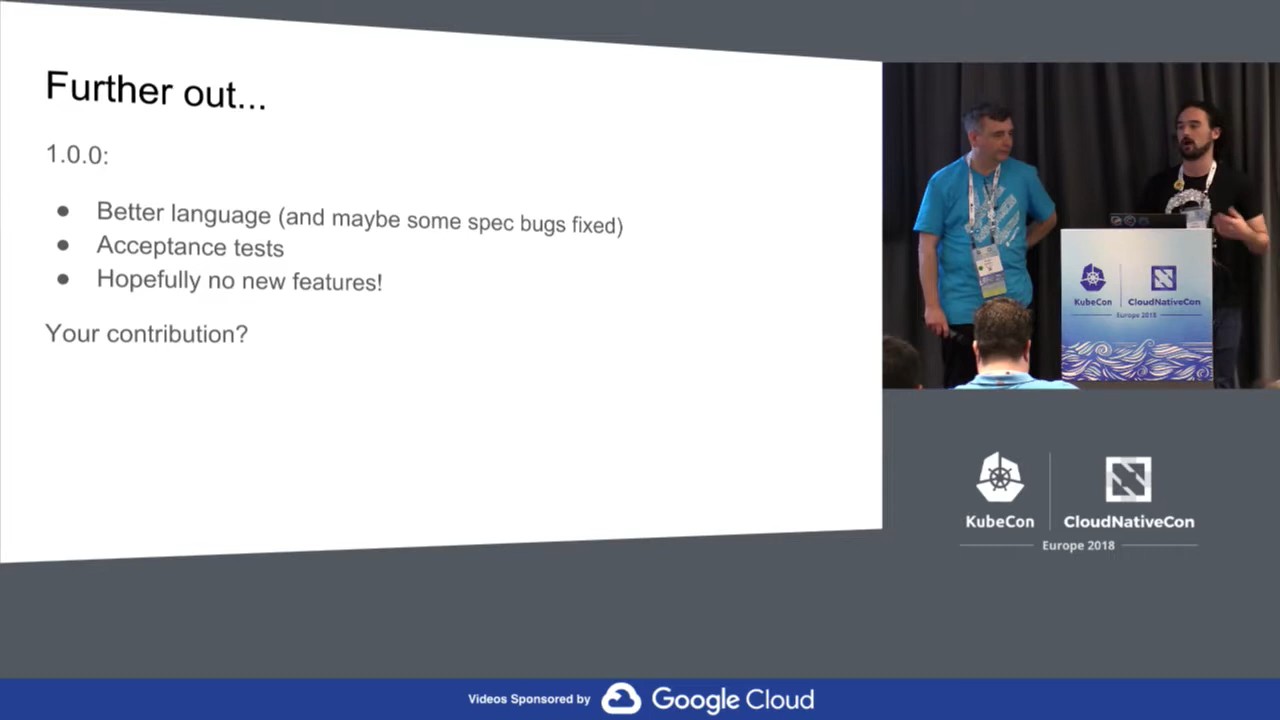 Further out...
1.0.0:
● Better language (and maybe some spec bugs fixed)
● Acceptance tests
● Hopefully no new features!
Your contribution?
KubeCon
CloudNativeCon
Europe 2018
KubeCon
CloudNativeCon
Europe 2018
Videos Sponsored by Google Cloud